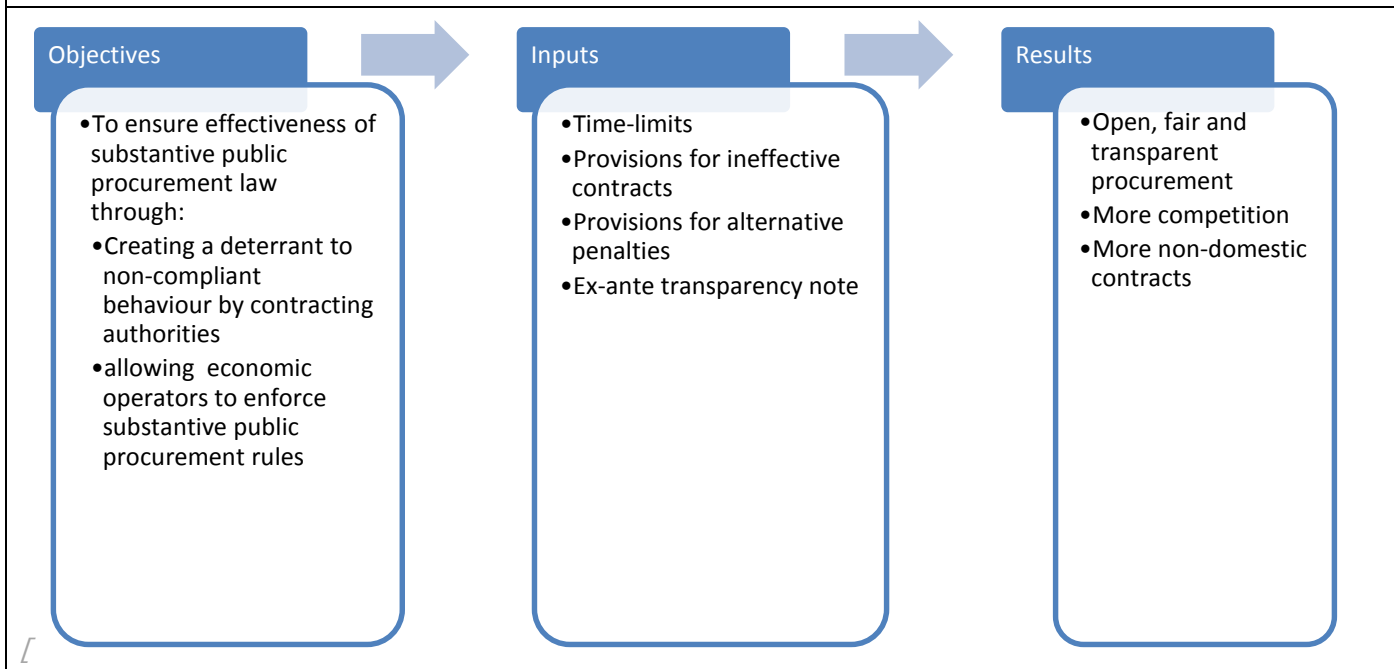 Objectives
•To ensure effectiveness of
substantive public
procurement law
through:
•Creating a deterrant to
non-compliant
behaviour by contracting
authorities
•allowing economic
operators to enforce
substantive public
procurement rules
Inputs
•Time-limits
•Provisions for ineffective
contracts
•Provisions for alternative
penalties
•Ex-ante transparency note
Results
•Open, fair and
transparent
procurement
•More competition
•More non-domestic
contracts
[